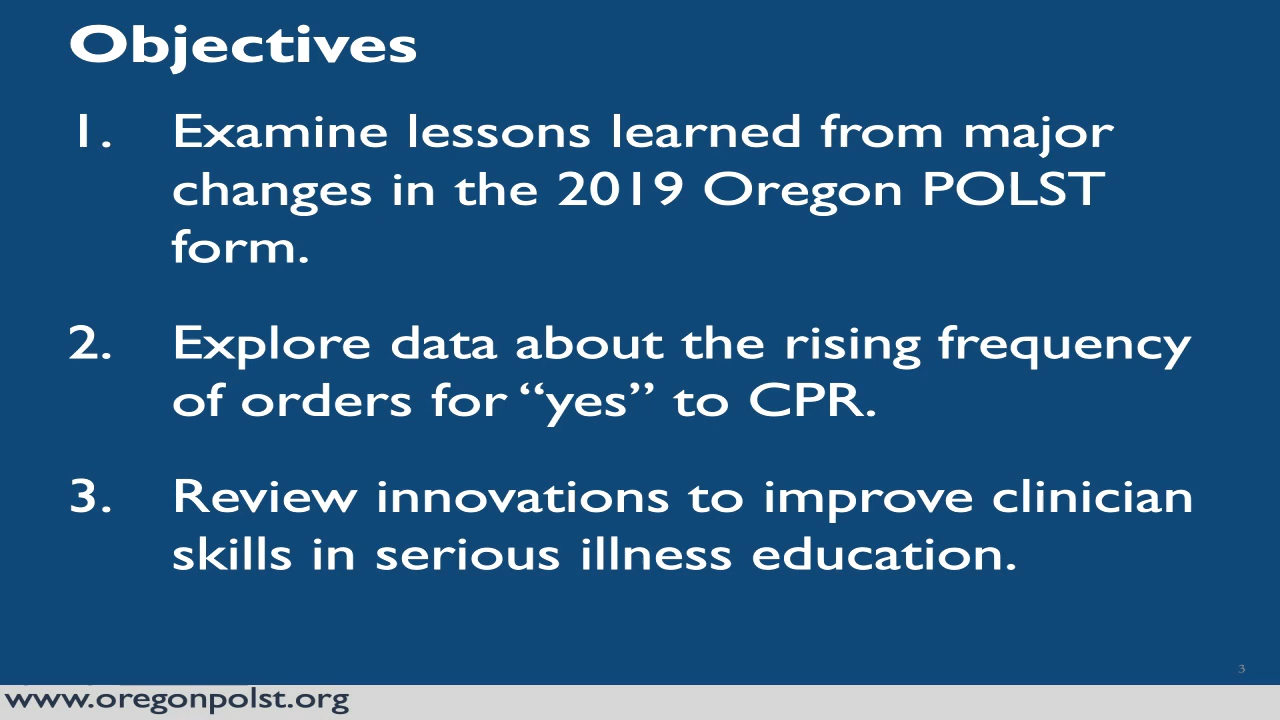 Objectives
1. Examine lessons learned from major
changes in the 2019 Oregon POLST
form.
2. Explore data about the rising frequency
of orders for “yes” to CPR.
3. Review innovations to improve clinician
skills in serious illness education.
3
www.oregonpolst.org